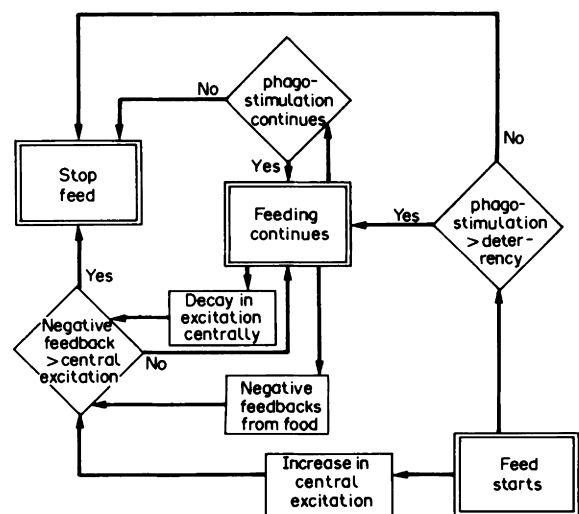 No
phago-
stimulation
continues
No
Stop
feed
Yes
Feeding
continues
Yes
phago-
stimulation
>deter-
rency
Yes
Decay in
excitation
centrally
Negative
feedback
>central
excitation
No
Negative
feedbacks
from food
Increase in
central
excitation
Feed
starts